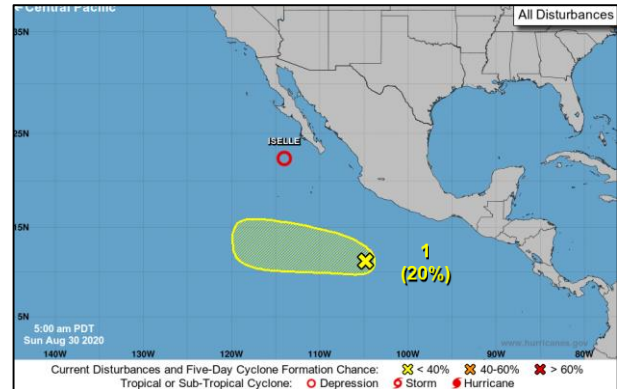 Central Pacific
All Disturbances
35N
ISELLE
25N
15N
1
(20%)
5N
5:00 am PDT
Sun Aug 30 2020
www.hurricanes.gov
140W 130W 120W 110W 100W 90W 80W
Current Disturbances and Five-Day Cyclone Formation Chance: < 40% 40-60% > 60%
Tropical or Sub-Tropical Cyclone: Depression Storm Hurricane